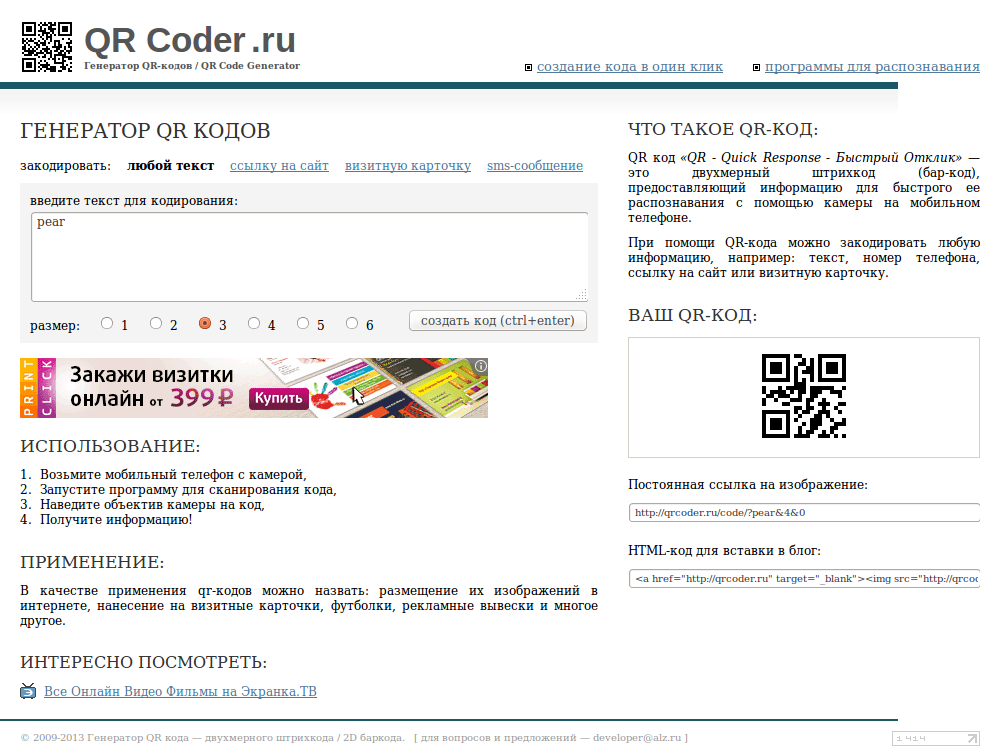 QR Coder.ru
Генератор QR-кодов / QR Code Generator
создание кода в один клик
программы для распознавания
ГЕНЕРАТОР QR КОДОВ
закодировать: любой текст ссылку на сайт визитную карточку sms-сообщение
введите текст для кодирования:
pear
размер: 1 2 3 4 5 6 создать код (ctrl+enter)
PRINT
CLICK
Закажи визитки
онлайн от 399 ₽
Купить
ИСПОЛЬЗОВАНИЕ:
1. Возьмите мобильный телефон с камерой,
2. Запустите программу для сканирования кода,
3. Наведите объектив камеры на код,
4. Получите информацию!
ПРИМЕНЕНИЕ:
В качестве применения qr-кодов можно назвать: размещение их изображений в
интернете, нанесение на визитные карточки, футболки, рекламные вывески и многое
другое.
ИНТЕРЕСНО ПОСМОТРЕТЬ:
Все Онлайн Видео Фильмы на Экранка.ТВ
ЧТО ТАКОЕ QR-КОД:
QR код «QR - Quick Response - Быстрый Отклик» —
это двухмерный штрихкод (бар-код),
предоставляющий информацию для быстрого ее
распознавания с помощью камеры на мобильном
телефоне.
При помощи QR-кода можно закодировать любую
информацию, например: текст, номер телефона,
ссылку на сайт или визитную карточку.
ВАШ QR-КОД:
Постоянная ссылка на изображение:
http://qrcoder.ru/code/?pear&4&0
HTML-код для вставки в блог:
<a href="http://qrcoder.ru" target="_blank"><img src="http://qrcod
© 2009-2013 Генератор QR кода — двухмерного штрихкода / 2D баркода. [ для вопросов и предложений — developer@alz.ru ]